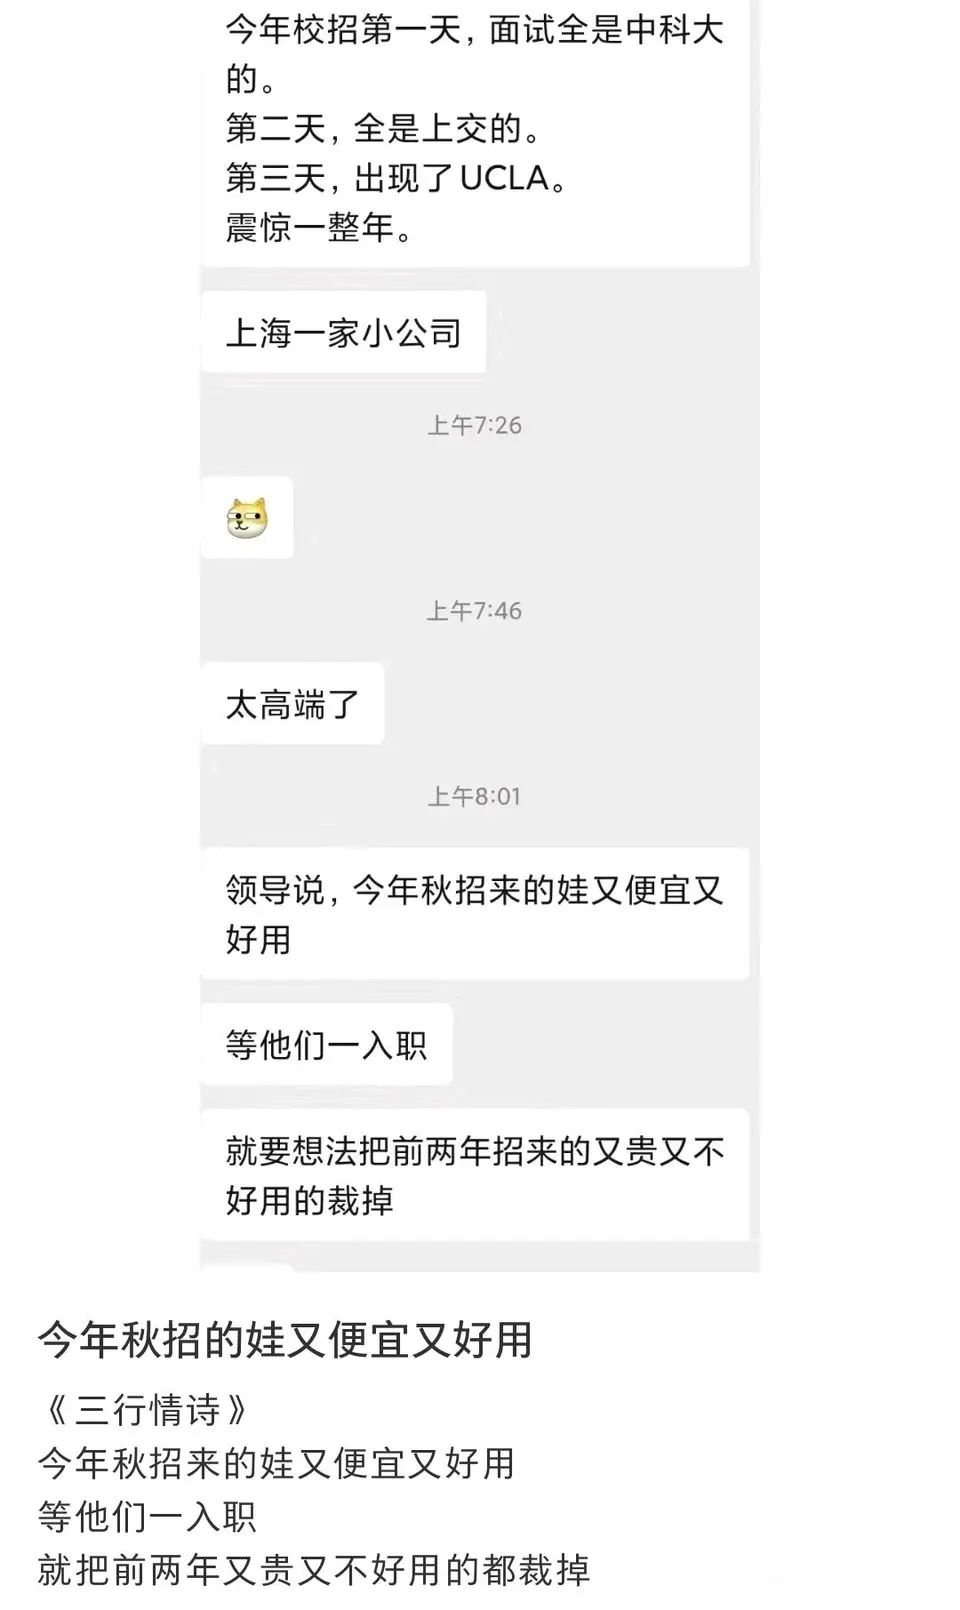 今年校招第一天，面试全是中科大
的。
第二天，全是上交的。
第三天，出现了UCLA。
震惊一整年。
上海一家小公司
上午7:26
上午7:46
太高端了
上午8:01
领导说，今年秋招来的娃又便宜又
好用
等他们一入职
就要想法把前两年招来的又贵又不
好用的裁掉
今年秋招的娃又便宜又好用
《三行情诗》
今年秋招来的娃又便宜又好用
等他们一入职
就把前两年又贵又不好用的都裁掉